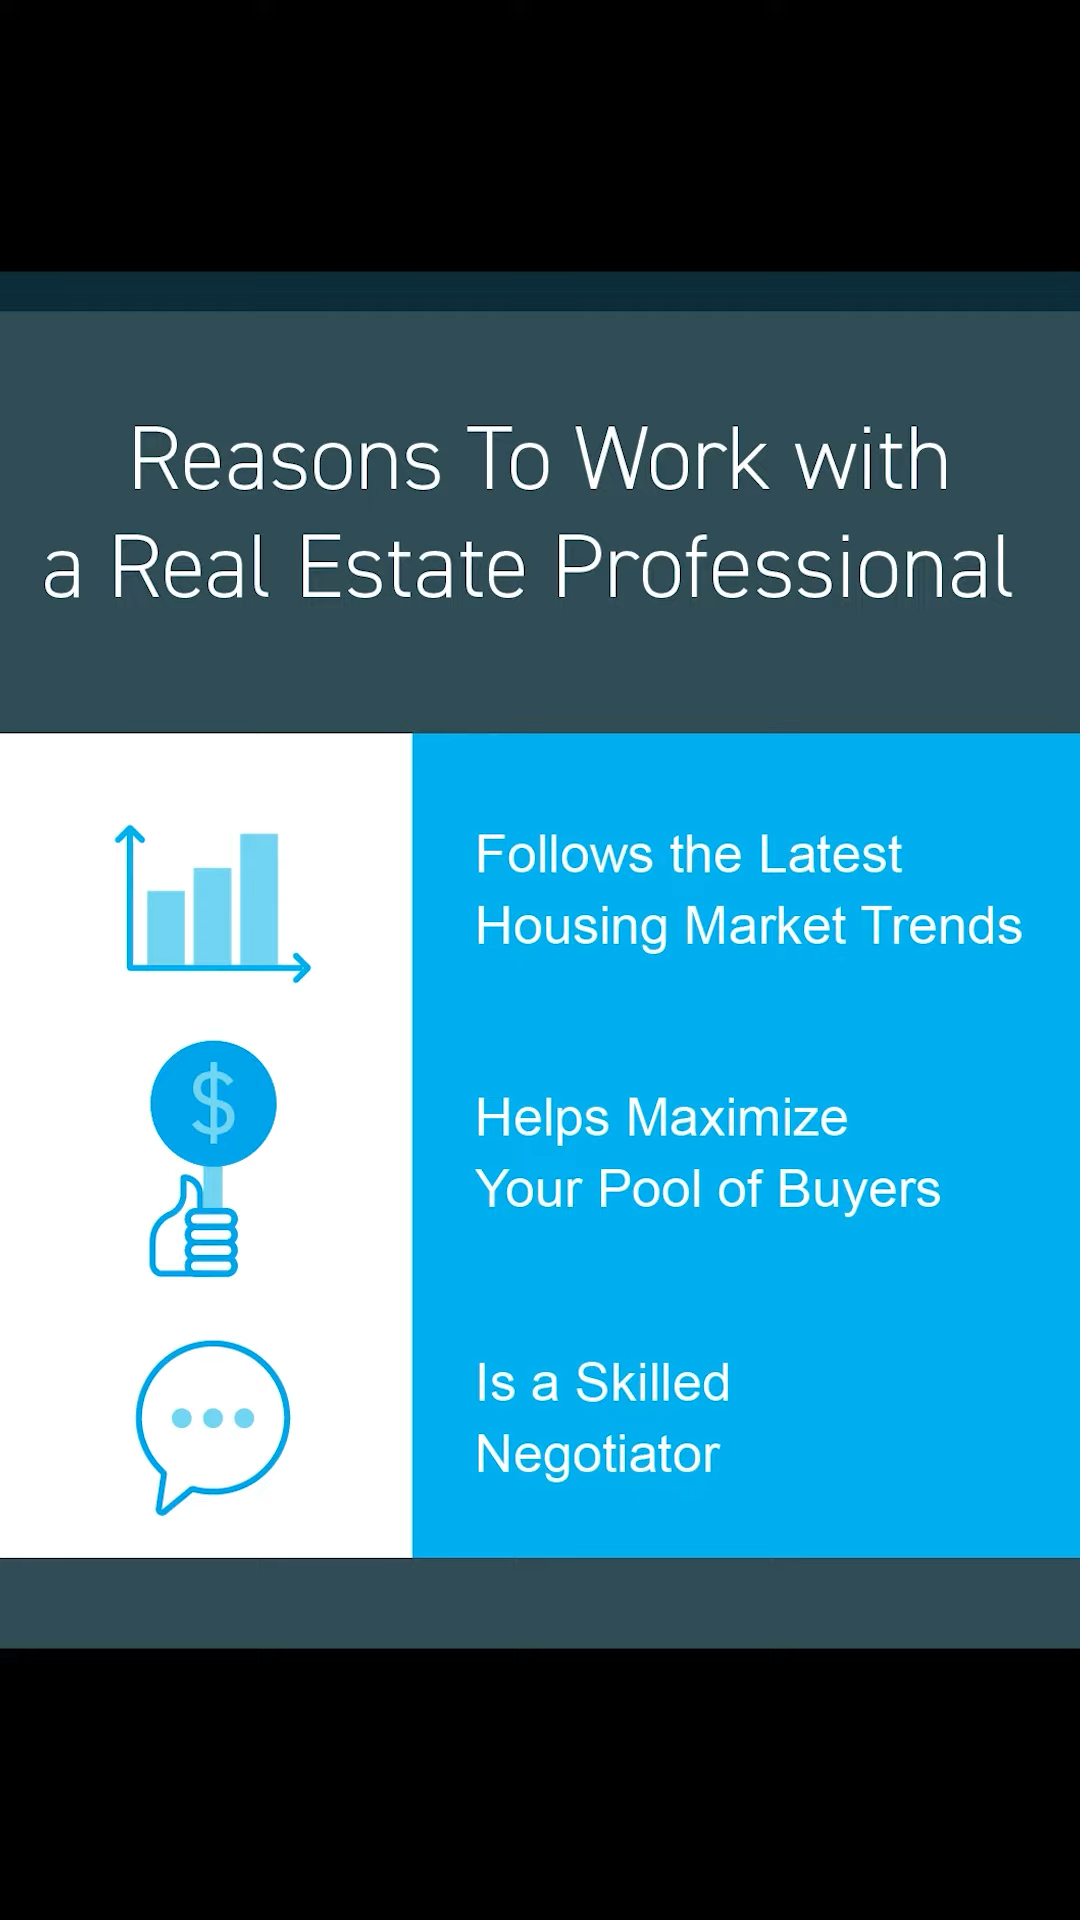 Reasons To Work with
a Real Estate Professional
Follows the Latest
Housing Market Trends
$
Helps Maximize
Your Pool of Buyers
Is a Skilled
Negotiator